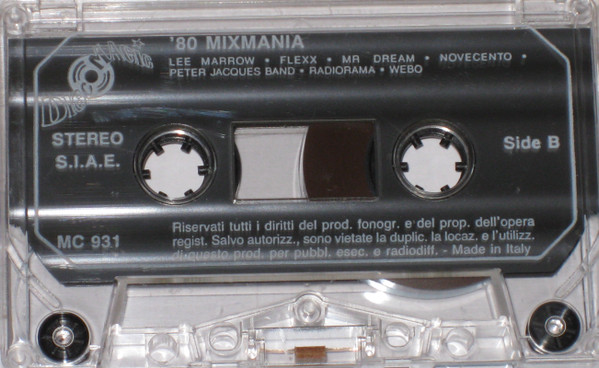 '80 MIXMANIA
LEE MARROW • FLEXX • MR DREAM • NOVECENTO •
PETER JACQUES BAND • RADIORAMA • WEBO
STEREO
S.I.A.E.
Side B
MC 931
Riservati tutti i diritti del prod. fonogr. e del prop. dell'opera
regist. Salvo autorizz., sono vietate la duplic. la locaz. e l'utilizz.
di questo prod. per pubbl. esec. e radiodiff. - Made in Italy